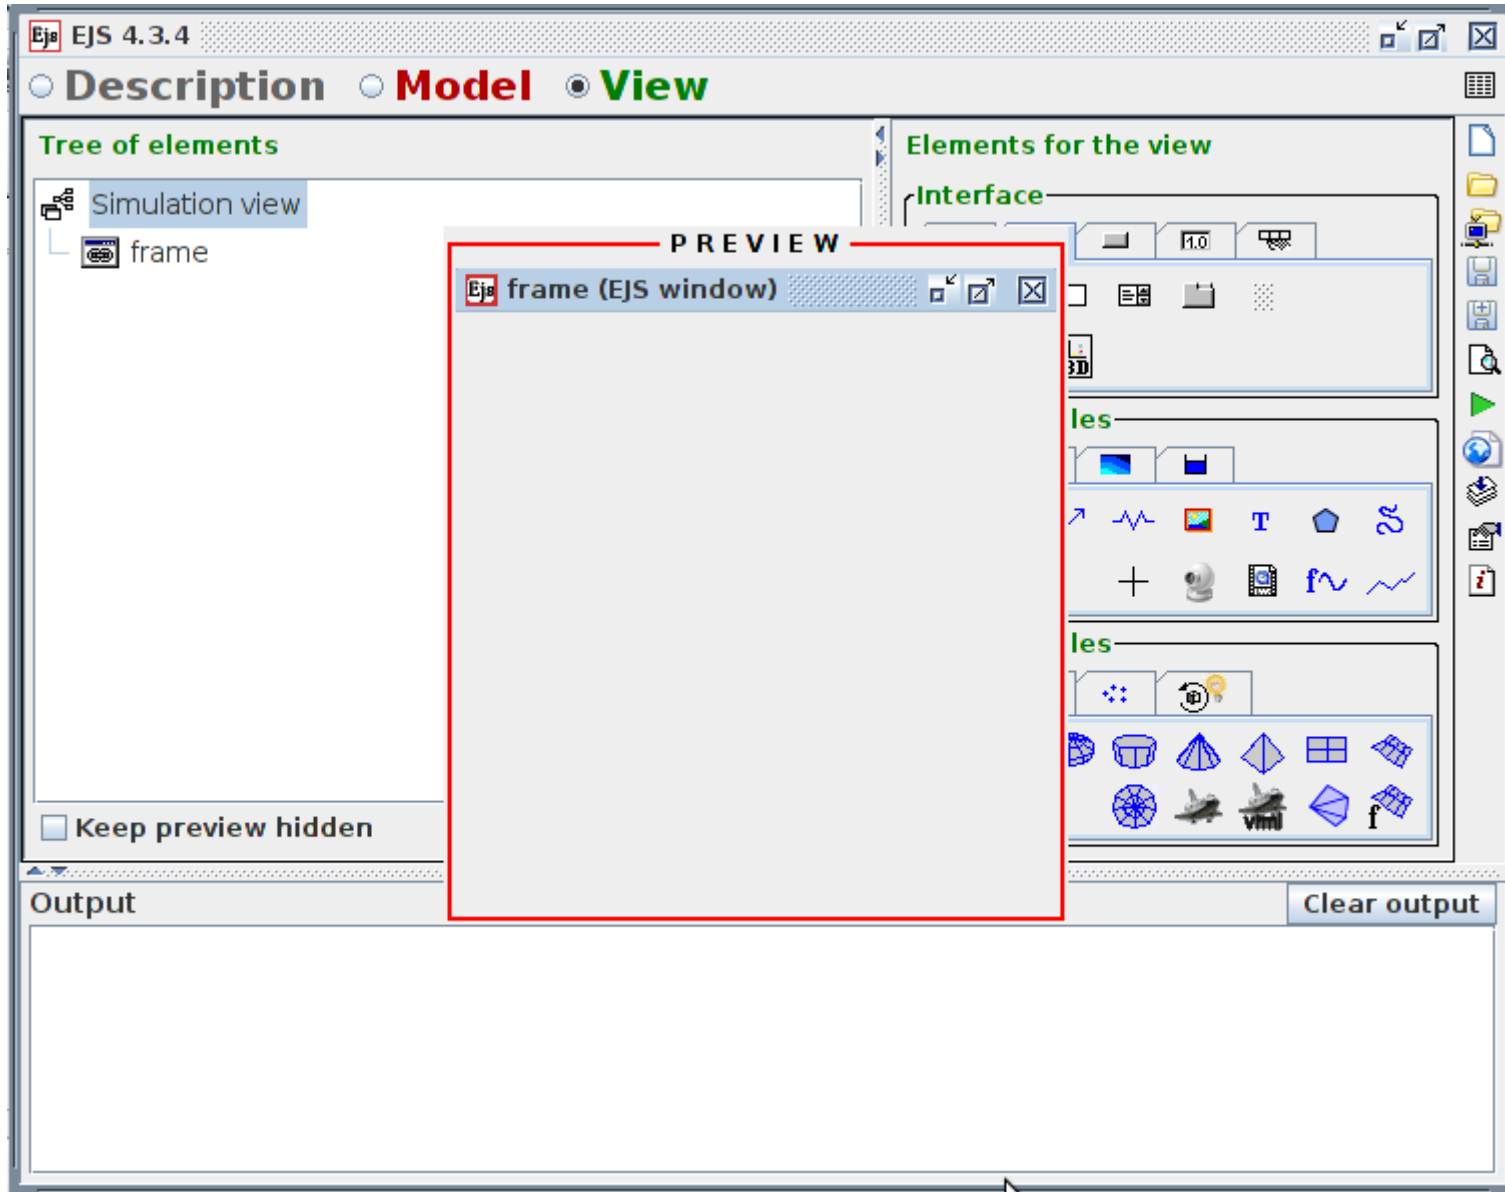 Ejs EJS 4.3.4
Description Model View
Tree of elements
Simulation view
frame
Keep preview hidden
PREVIEW
Ejs frame (EJS window)
Elements for the view
Interface
1.0
3D
les
T
f
les
vrml
f
i
Output
Clear output